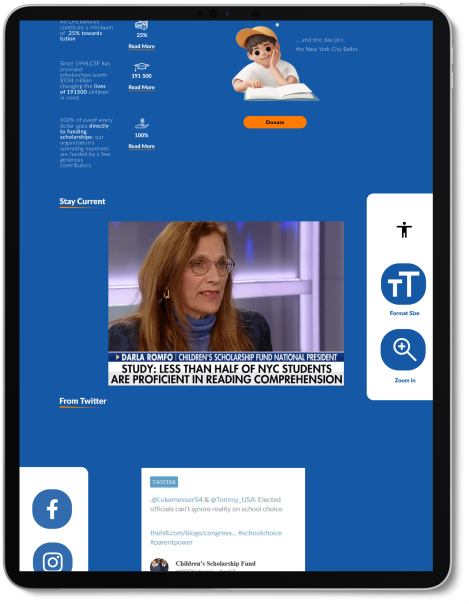 All CSF families
contribute a minimum
of 25% towards
tution
25%
Read More
Since 1998,CSF has
provided
scholarships worth
$934 million
changing the lives
of 191500 children
in need.
191 500
Read More
100% of everf every
dollar goes directly
to funding
scholarships; our
organization's
operating expenses
are funded by a few
generous
contributors.
100%
Read More
... and one day join
the New York City Ballet.
Donate
Stay Current
DARLA ROMFO | CHILDREN'S SCHOLARSHIP FUND NATIONAL PRESIDENT
STUDY: LESS THAN HALF OF NYC STUDENTS
ARE PROFICIENT IN READING COMPREHENSION
Format Size
Zoom in
From Twitter
TWITTER
.@Lukemesser54 & @Tommy_USA: Elected
officials can't ignore reality on school choice
thehill.com/blogs/congress... #schoolchoice
#parentpower
Children's Scholarship Fund